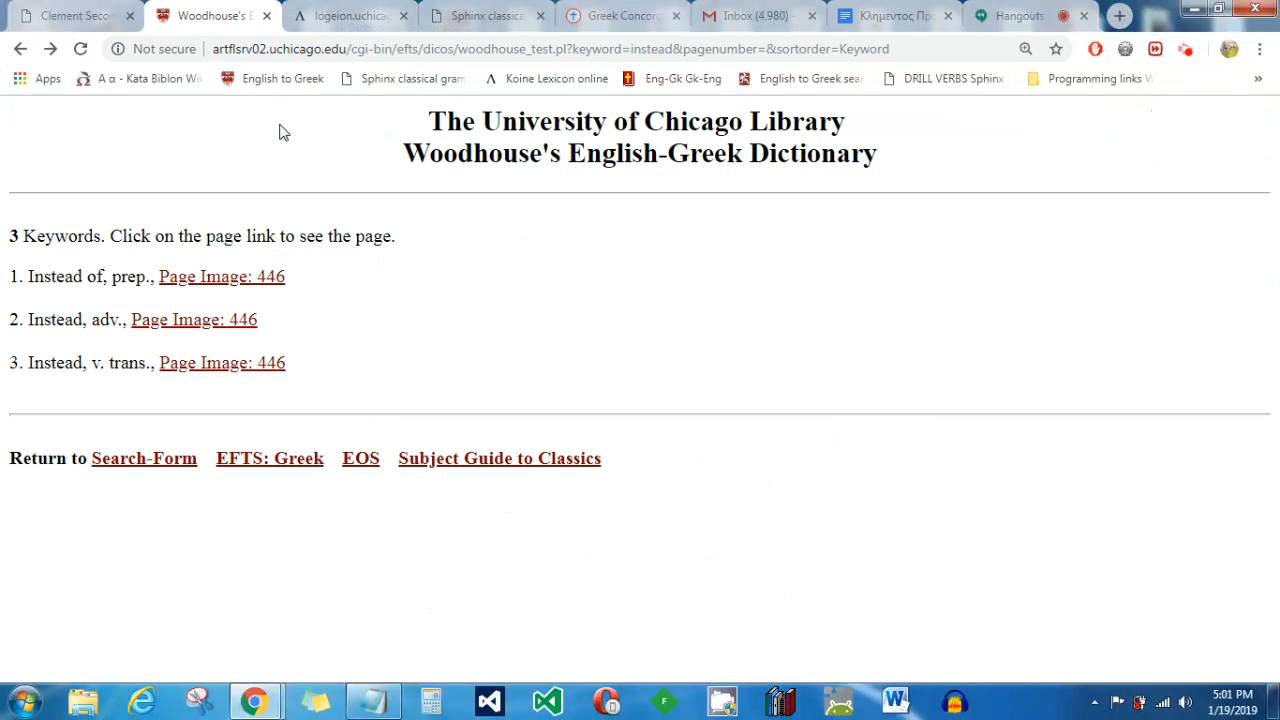 Clement Secon
Woodhouse's E
logeion.uchica
Sphinx classica
Greek Concor
Inbox (4,980) -
Κλημεντος Πρ
Hangouts
Not secure
artflsrv02.uchicago.edu/cgi-bin/efts/dicos/woodhouse_test.pl?keyword=instead&pagenumber=&sortorder=Keyword
Apps
Α α - Kata Biblon Wi
English to Greek
Sphinx classical gram
Koine Lexicon online
Eng-Gk Gk-Eng
English to Greek sea
DRILL VERBS Sphinx
Programming links W
»
The University of Chicago Library
Woodhouse's English-Greek Dictionary
3 Keywords. Click on the page link to see the page.
1. Instead of, prep., Page Image: 446
2. Instead, adv., Page Image: 446
3. Instead, v. trans., Page Image: 446
Return to Search-Form EFTS: Greek EOS Subject Guide to Classics
5:01 PM
1/19/2019